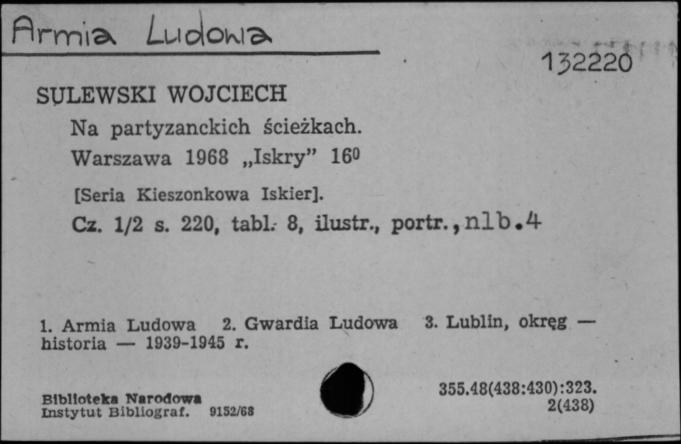 Armia Ludowa
132220
SULEWSKI WOJCIECH
Na partyzanckich ścieżkach.
Warszawa 1968 „Iskry” 16º
[Seria Kieszonkowa Iskier].
Cz. 1/2 s. 220, tabl. 8, ilustr., portr., nlb. 4
1. Armia Ludowa 2. Gwardia Ludowa 3. Lublin, okręg —
historia — 1939-1945 r.
Biblioteka Narodowa
Instytut Bibliograf. 9152/68
355.48(438:430):323.
2(438)